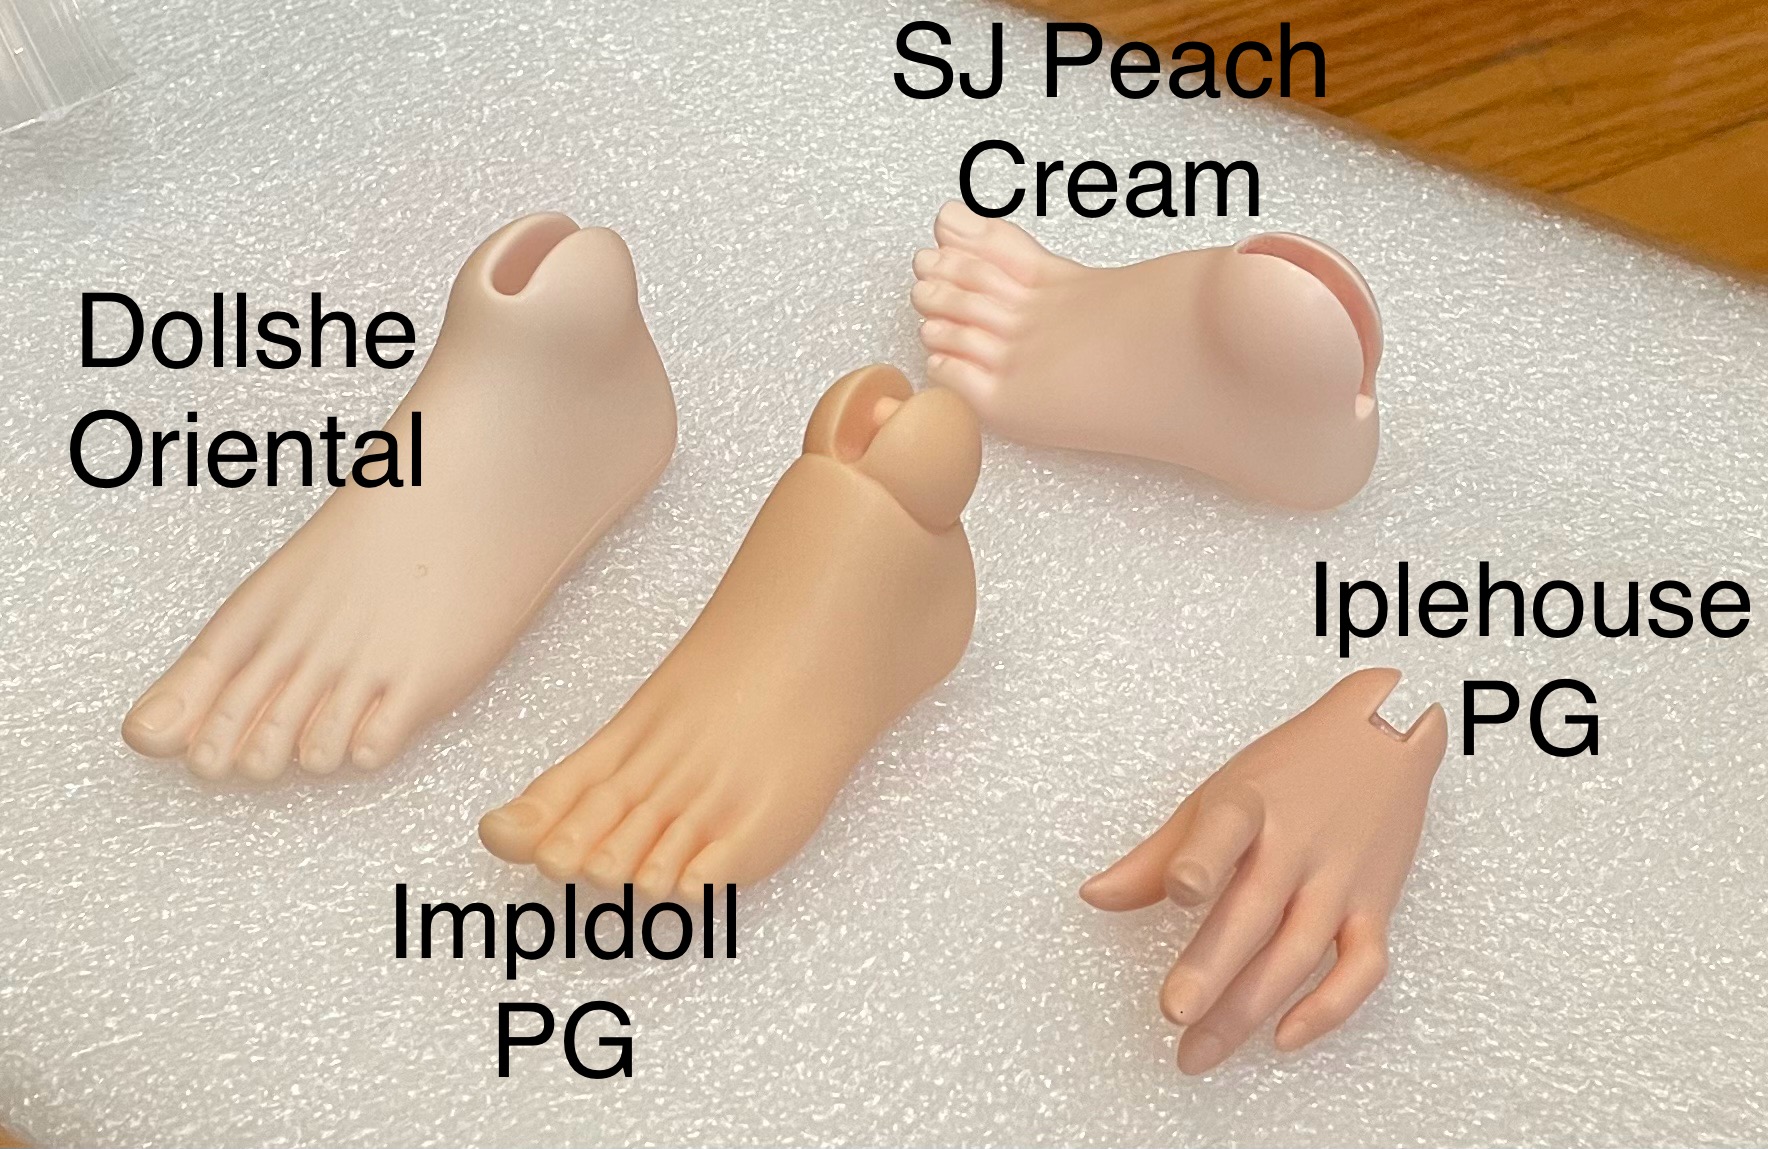 SJ Peach
Cream
Dollshe
Oriental
Iplehouse
PG
Impldoll
PG